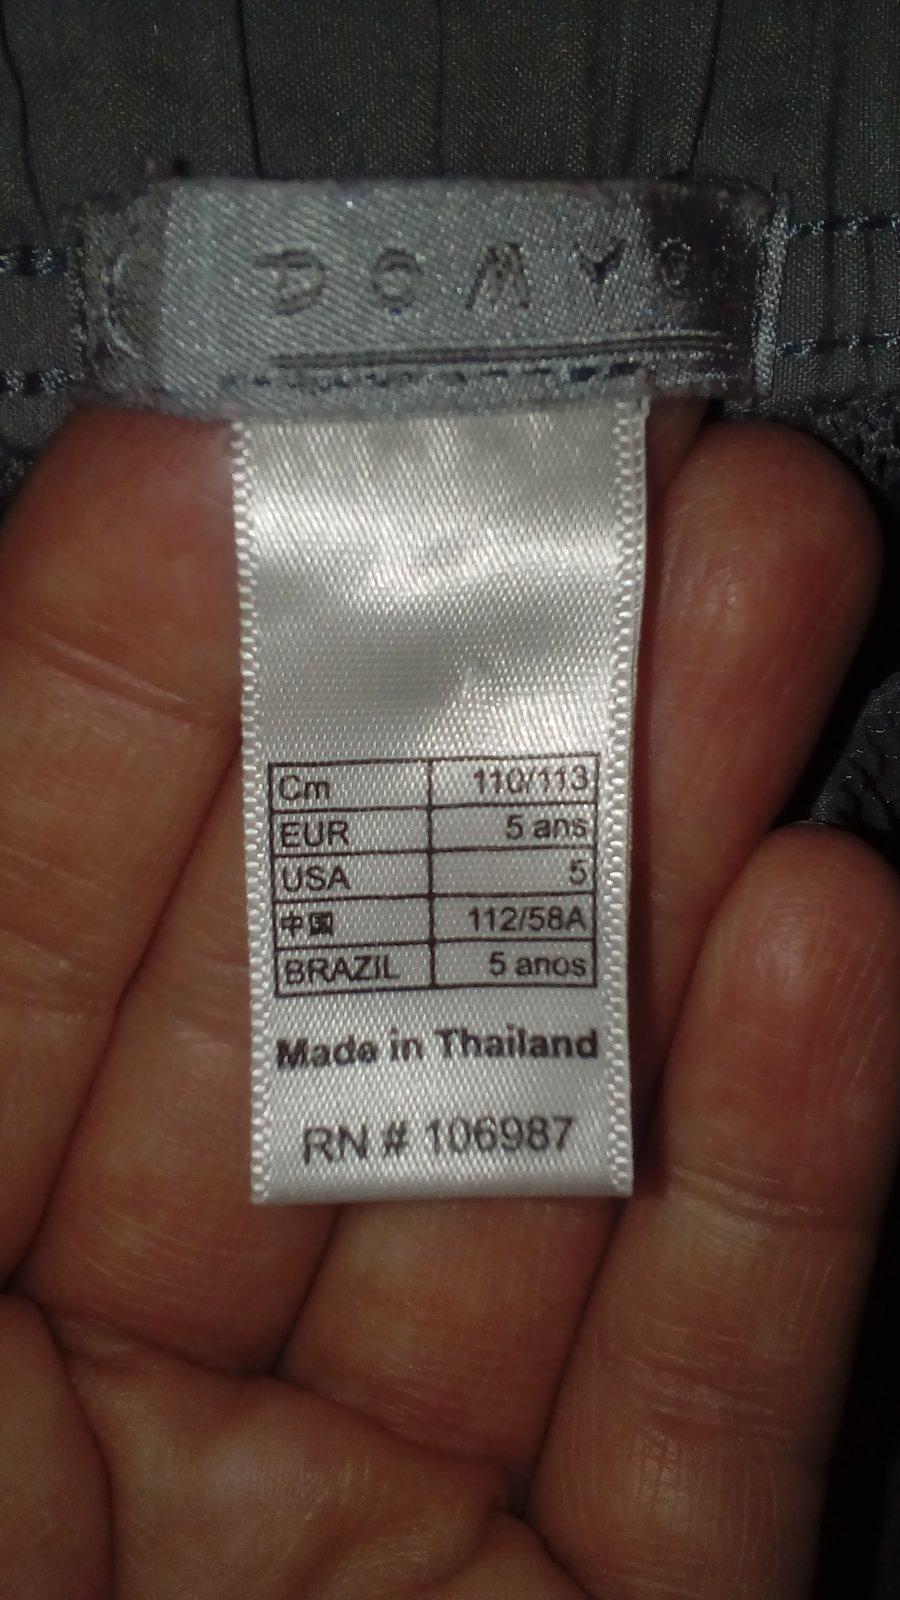 Cm 110/113
EUR 5 ans
USA 5
中国 112/58A
BRAZIL 5 anos
Made in Thailand
RN # 106987